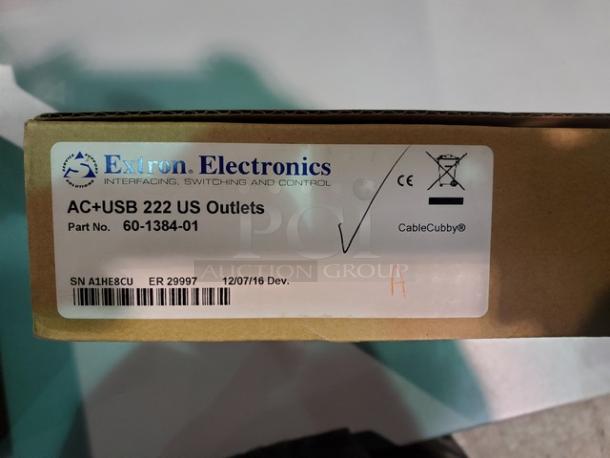 Extron® Electronics
INTERFACING, SWITCHING AND CONTROL
AC+USB 222 US Outlets
Part No. 60-1384-01
CE
CableCubby®
PCI
AUCTION GROUP
SN A1HE8CU ER 29997 12/07/16 Dev.
H